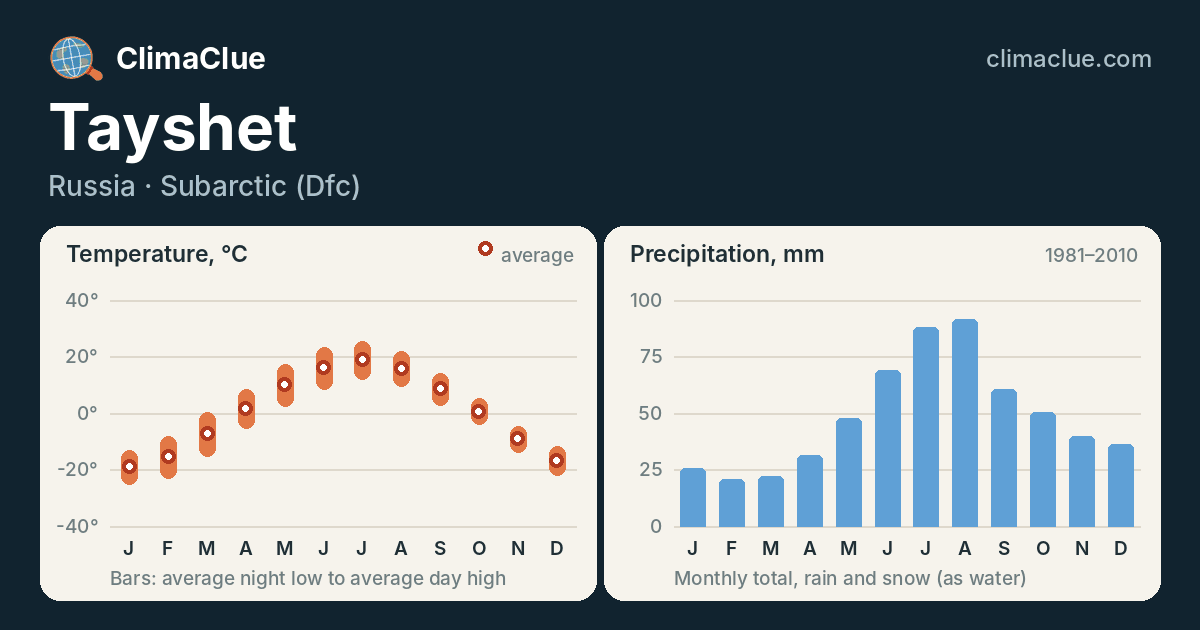 ClimaClue
climaclue.com
Tayshet
Russia · Subarctic (Dfc)
Temperature, °C
average
40°
20°
0°
-20°
-40°
J F M A M J J A S O N D
Bars: average night low to average day high
Precipitation, mm
1981–2010
100
75
50
25
0
J F M A M J J A S O N D
Monthly total, rain and snow (as water)